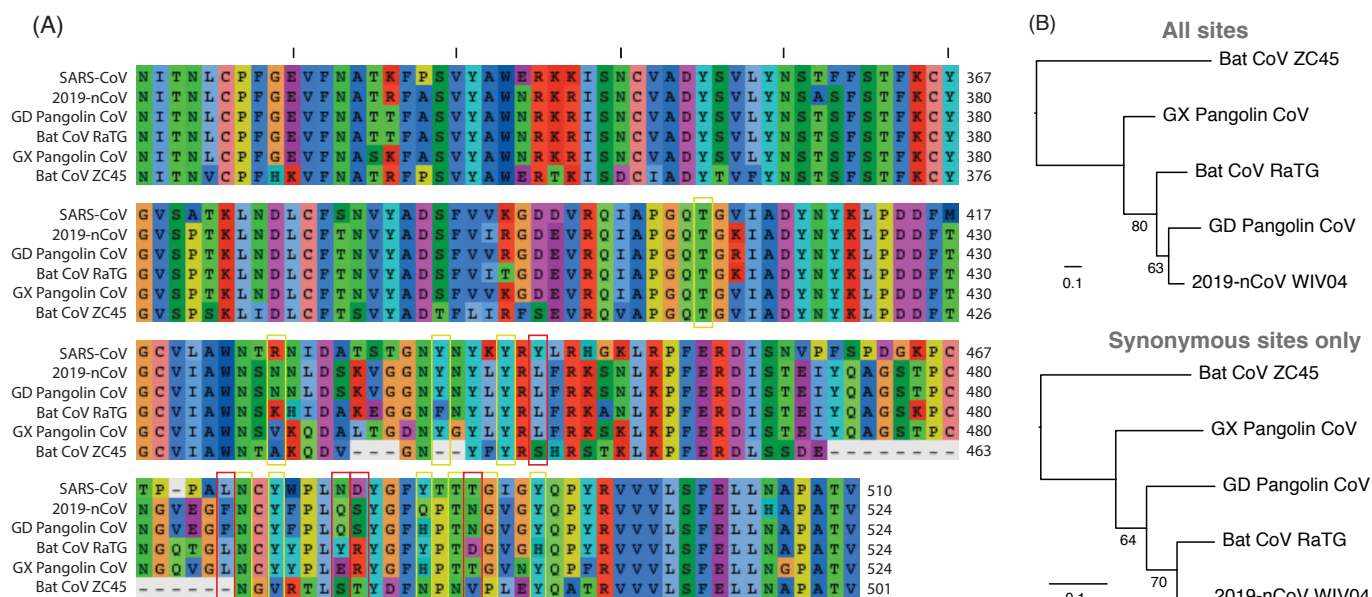 (A)
SARS-CoV N I T N L C P F G E V F N A T K F P S V Y A W E R K K I S N C V A D Y S V L Y N S T F F S T F K C Y 367
2019-nCoV N I T N L C P F G E V F N A T R F A S V Y A W N R K R I S N C V A D Y S V L Y N S A S F S T F K C Y 380
GD Pangolin CoV N I T N L C P F G E V F N A T T F A S V Y A W N R K R I S N C V A D Y S V L Y N S T S F S T F K C Y 380
Bat CoV RaTG N I T N L C P F G E V F N A T T F A S V Y A W N R K R I S N C V A D Y S V L Y N S T S F S T F K C Y 380
GX Pangolin CoV N I T N L C P F G E V F N A S K F A S V Y A W N R K R I S N C V A D Y S V L Y N S T S F S T F K C Y 380
Bat CoV ZC45 N I T N V C P F H K V F N A T R F P S V Y A W E R T K I S D C I A D Y T V F Y N S T S F S T F K C Y 376
SARS-CoV G V S A T K L N D L C F S N V Y A D S F V V K G D D V R Q I A P G Q T G V I A D Y N Y K L P D D F M 417
2019-nCoV G V S P T K L N D L C F T N V Y A D S F V I R G D E V R Q I A P G Q T G K I A D Y N Y K L P D D F T 430
GD Pangolin CoV G V S P T K L N D L C F T N V Y A D S F V V R G D E V R Q I A P G Q T G R I A D Y N Y K L P D D F T 430
Bat CoV RaTG G V S P T K L N D L C F T N V Y A D S F V I T G D E V R Q I A P G Q T G K I A D Y N Y K L P D D F T 430
GX Pangolin CoV G V S P T K L N D L C F T N V Y A D S F V V K G D E V R Q I A P G Q T G V I A D Y N Y K L P D D F T 430
Bat CoV ZC45 G V S P S K L I D L C F T S V Y A D T F L I R F S E V R Q V A P G Q T G V I A D Y N Y K L P D D F T 426
SARS-CoV G C V L A W N T R N I D A T S T G N Y N Y K Y R Y L R H G K L R P F E R D I S N V P F S P D G K P C 467
2019-nCoV G C V I A W N S N N L D S K V G G N Y N Y L Y R L F R K S N L K P F E R D I S T E I Y Q A G S T P C 480
GD Pangolin CoV G C V I A W N S N N L D S K V G G N Y N Y L Y R L F R K S N L K P F E R D I S T E I Y Q A G S T P C 480
Bat CoV RaTG G C V I A W N S K H I D A K E G G N F N Y L Y R L F R K A N L K P F E R D I S T E I Y Q A G S K P C 480
GX Pangolin CoV G C V I A W N S V K Q D A L T G D N Y G Y L Y R L F R K S K L K P F E R D I S T E I Y Q A G S T P C 480
Bat CoV ZC45 G C V I A W N T A K Q D V - - - G N - - Y F Y R S H R S T K L K P F E R D L S S D E - - - - - - - - 463
SARS-CoV T P - P A L N C Y W P L N D Y G F Y T T T G I G Y Q P Y R V V V L S F E L L N A P A T V 510
2019-nCoV N G V E G F N C Y F P L Q S Y G F Q P T N G V G Y Q P Y R V V V L S F E L L H A P A T V 524
GD Pangolin CoV N G V E G F N C Y F P L Q S Y G F H P T N G V G Y Q P Y R V V V L S F E L L N A P A T V 524
Bat CoV RaTG N G Q T G L N C Y Y P L Y R Y G F Y P T D G V G H Q P Y R V V V L S F E L L N A P A T V 524
GX Pangolin CoV N G Q V G L N C Y Y P L E R Y G F H P T T G V N Y Q P Y R V V V L S F E L L N G P A T V 524
Bat CoV ZC45 - - - - - - N G V R T L S T Y D F N P N V P L E Y Q A T R V V V L S F E L L N A P A T V 501
(B)
All sites
Bat CoV ZC45
GX Pangolin CoV
Bat CoV RaTG
GD Pangolin CoV
80
63
2019-nCoV WIV04
0.1
Synonymous sites only
Bat CoV ZC45
GX Pangolin CoV
GD Pangolin CoV
64
Bat CoV RaTG
70
2019-nCoV WIV04
0.1